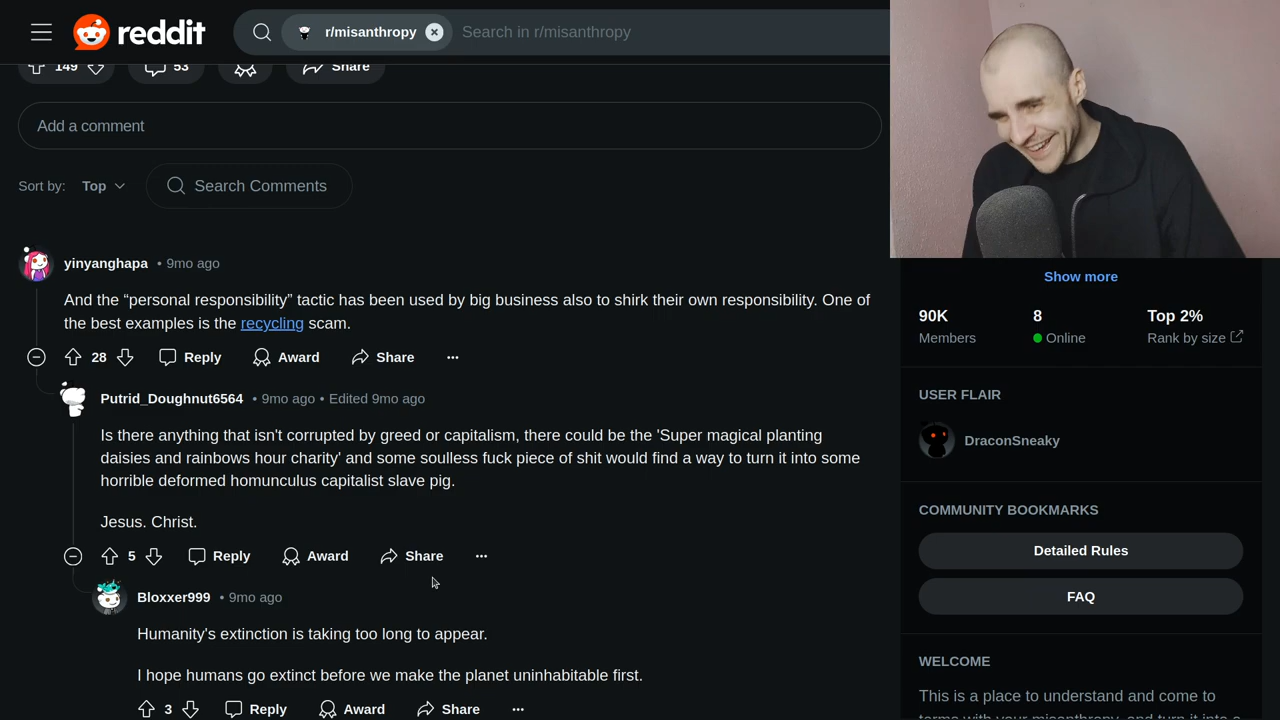 reddit
r/misanthropy
Search in r/misanthropy
149
53
Share
Add a comment
Sort by:
Top
Search Comments
yinyanghapa • 9mo ago
And the “personal responsibility” tactic has been used by big business also to shirk their own responsibility. One of
the best examples is the recycling scam.
28
Reply
Award
Share
Putrid_Doughnut6564 • 9mo ago • Edited 9mo ago
Is there anything that isn't corrupted by greed or capitalism, there could be the 'Super magical planting
daisies and rainbows hour charity' and some soulless fuck piece of shit would find a way to turn it into some
horrible deformed homunculus capitalist slave pig.
Jesus. Christ.
5
Reply
Award
Share
Bloxxer999 • 9mo ago
Humanity's extinction is taking too long to appear.
I hope humans go extinct before we make the planet uninhabitable first.
3
Reply
Award
Share
Show more
90K
Members
8
Online
Top 2%
Rank by size
USER FLAIR
DraconSneaky
COMMUNITY BOOKMARKS
Detailed Rules
FAQ
WELCOME
This is a place to understand and come to
terms with your misanthropy, and turn it into a